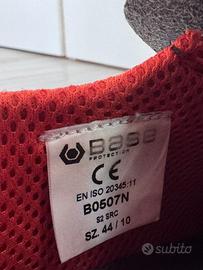 BASE
PROTECTION
CE
EN ISO 20345:11
B0507N
S2 SRC
SZ. 44 / 10
subito